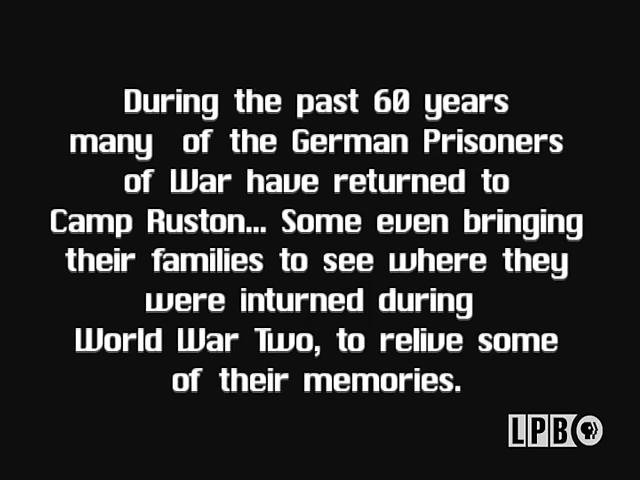 During the past 60 years
many of the German Prisoners
of War have returned to
Camp Ruston... Some even bringing
their families to see where they
were inturned during
World War Two, to relive some
of their memories.
LPB